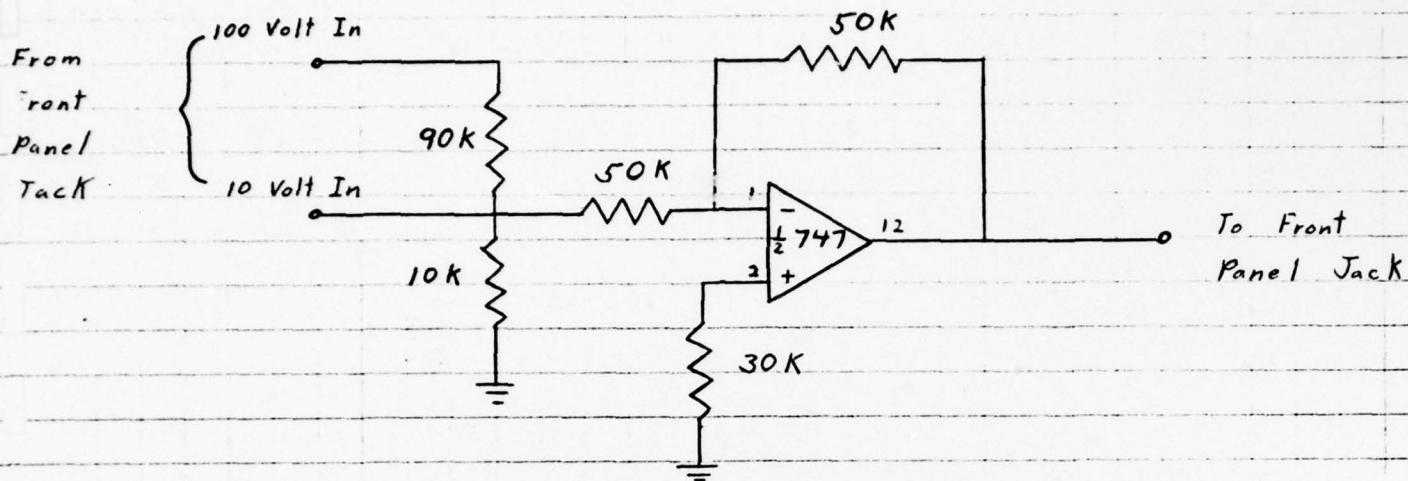 100 Volt In
From
ront
Panel
Jack
10 Volt In
90K
10K
50K
50K
1
-
1/2 747
2
+
12
30K
To Front
Panel Jack